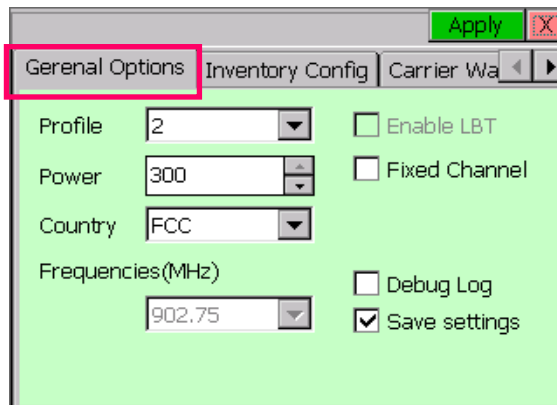 Apply X
Gerenal Options Inventory Config Carrier Wa
Profile 2 Enable LBT
Power 300 Fixed Channel
Country FCC
Frequencies(MHz)
Debug Log
902.75 Save settings